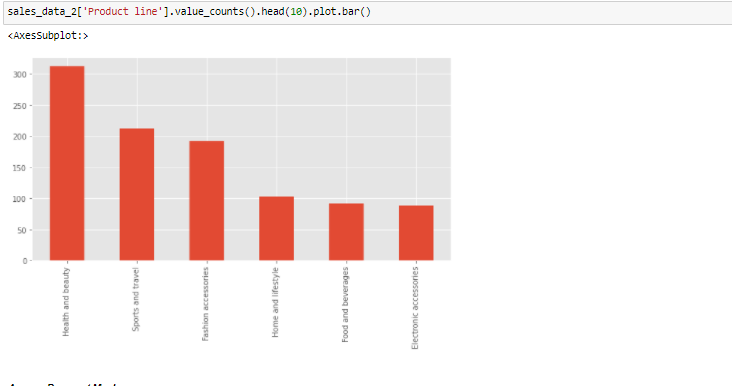 sales_data_2['Product line'].value_counts().head(10).plot.bar()
<AxesSubplot:>
300
250
200
150
100
50
0
Health and beauty
Sports and travel
Fashion accessories
Home and lifestyle
Food and beverages
Electronic accessories